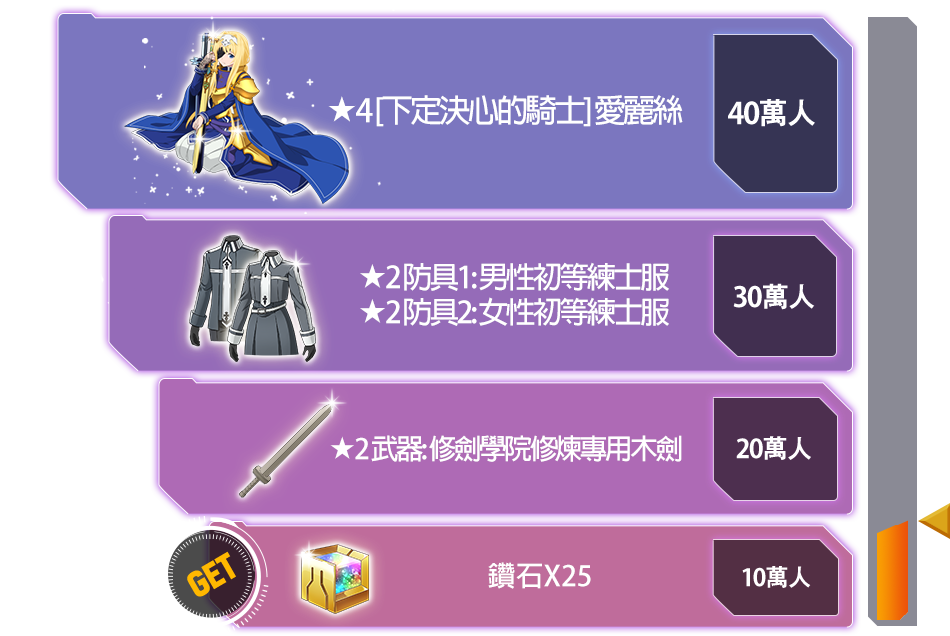 ★4 [下定決心的騎士] 愛麗絲
40萬人
★2 防具1: 男性初等練士服
★2 防具2: 女性初等練士服
30萬人
★2 武器: 修劍學院修煉專用木劍
20萬人
GET
鑽石X25
10萬人